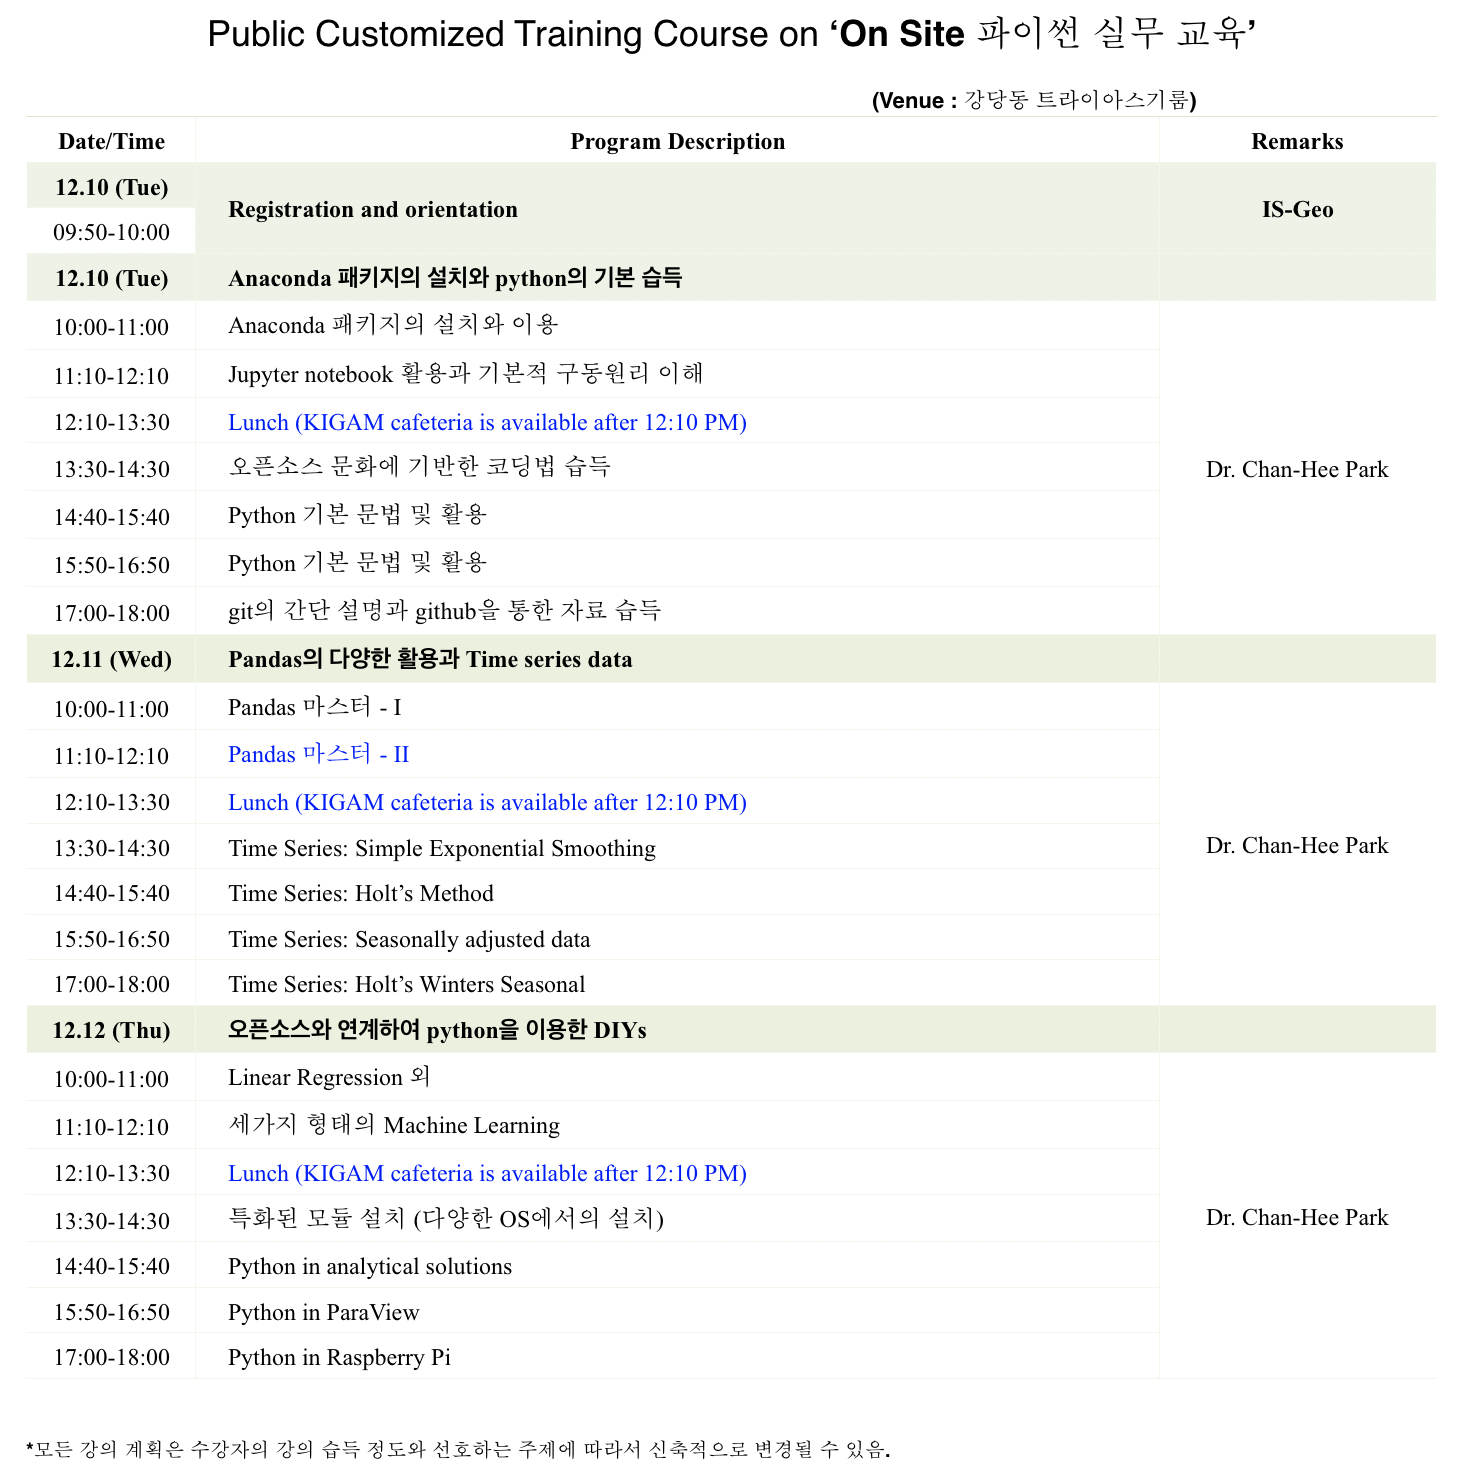 Public Customized Training Course on ‘On Site 파이썬 실무 교육’
(Venue : 강당동 트라이아스기룸)
Date/Time Program Description Remarks
12.10 (Tue)
Registration and orientation IS-Geo
09:50-10:00
12.10 (Tue) Anaconda 패키지의 설치와 python의 기본 습득
10:00-11:00 Anaconda 패키지의 설치와 이용
11:10-12:10 Jupyter notebook 활용과 기본적 구동원리 이해
12:10-13:30 Lunch (KIGAM cafeteria is available after 12:10 PM)
13:30-14:30 오픈소스 문화에 기반한 코딩법 습득 Dr. Chan-Hee Park
14:40-15:40 Python 기본 문법 및 활용
15:50-16:50 Python 기본 문법 및 활용
17:00-18:00 git의 간단 설명과 github을 통한 자료 습득
12.11 (Wed) Pandas의 다양한 활용과 Time series data
10:00-11:00 Pandas 마스터 - I
11:10-12:10 Pandas 마스터 - II
12:10-13:30 Lunch (KIGAM cafeteria is available after 12:10 PM)
13:30-14:30 Time Series: Simple Exponential Smoothing Dr. Chan-Hee Park
14:40-15:40 Time Series: Holt’s Method
15:50-16:50 Time Series: Seasonally adjusted data
17:00-18:00 Time Series: Holt’s Winters Seasonal
12.12 (Thu) 오픈소스와 연계하여 python을 이용한 DIYs
10:00-11:00 Linear Regression 외
11:10-12:10 세가지 형태의 Machine Learning
12:10-13:30 Lunch (KIGAM cafeteria is available after 12:10 PM)
13:30-14:30 특화된 모듈 설치 (다양한 OS에서의 설치) Dr. Chan-Hee Park
14:40-15:40 Python in analytical solutions
15:50-16:50 Python in ParaView
17:00-18:00 Python in Raspberry Pi
*모든 강의 계획은 수강자의 강의 습득 정도와 선호하는 주제에 따라서 신축적으로 변경될 수 있음.